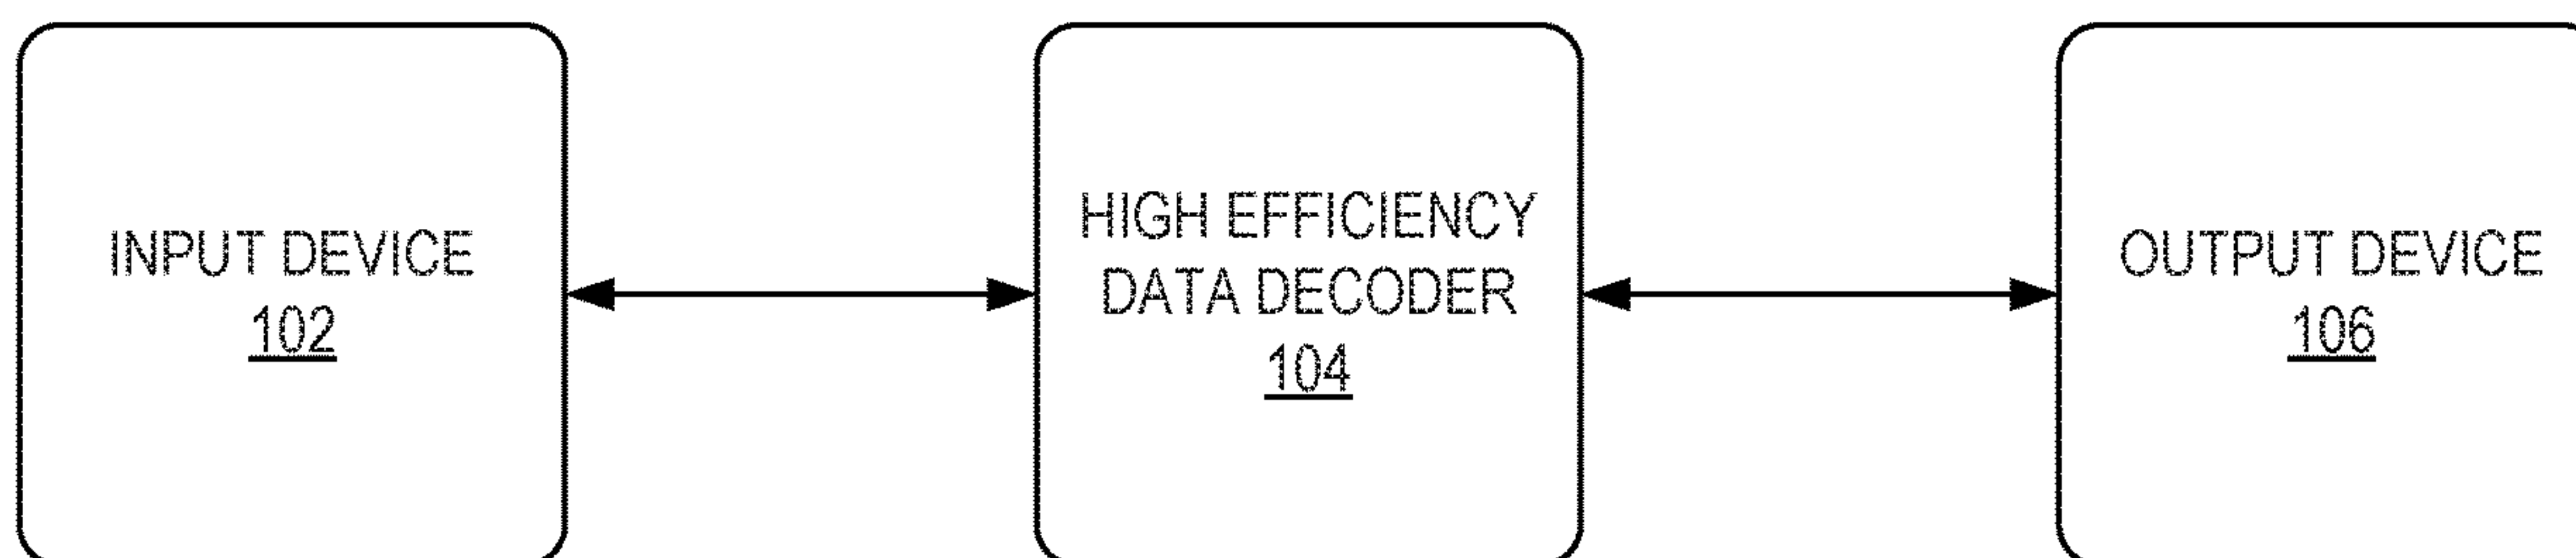 INPUT DEVICE
102
HIGH EFFICIENCY
DATA DECODER
104
OUTPUT DEVICE
106